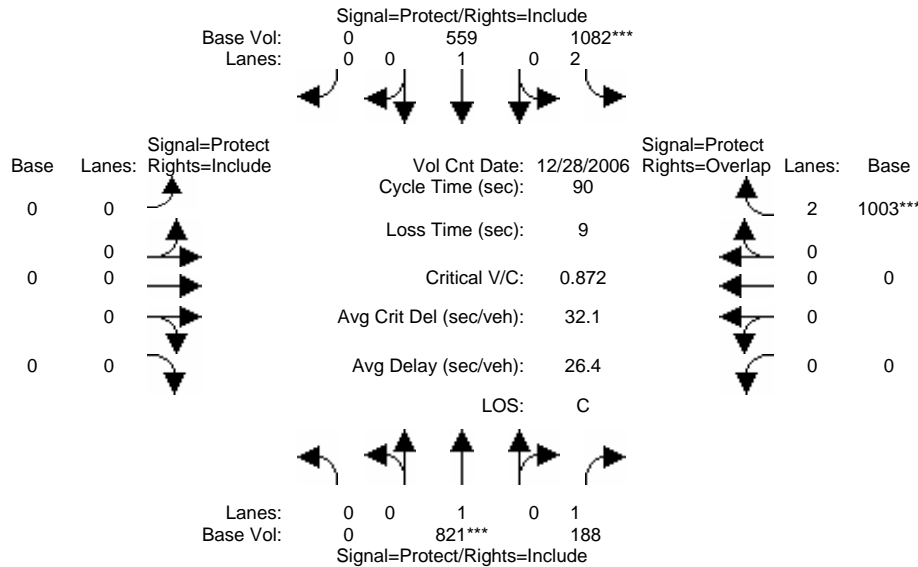 Signal=Protect/Rights=Include
Base Vol: 0 559 1082***
Lanes: 0 0 1 0 2
Signal=Protect Signal=Protect
Base Lanes: Rights=Include Vol Cnt Date: 12/28/2006 Rights=Overlap Lanes: Base
Cycle Time (sec): 90
0 0 2 1003***
Loss Time (sec): 9
0 0
0 0 Critical V/C: 0.872 0 0
0 Avg Crit Del (sec/veh): 32.1 0
0 0 Avg Delay (sec/veh): 26.4 0 0
LOS: C
Lanes: 0 0 1 0 1
Base Vol: 0 821*** 188
Signal=Protect/Rights=Include